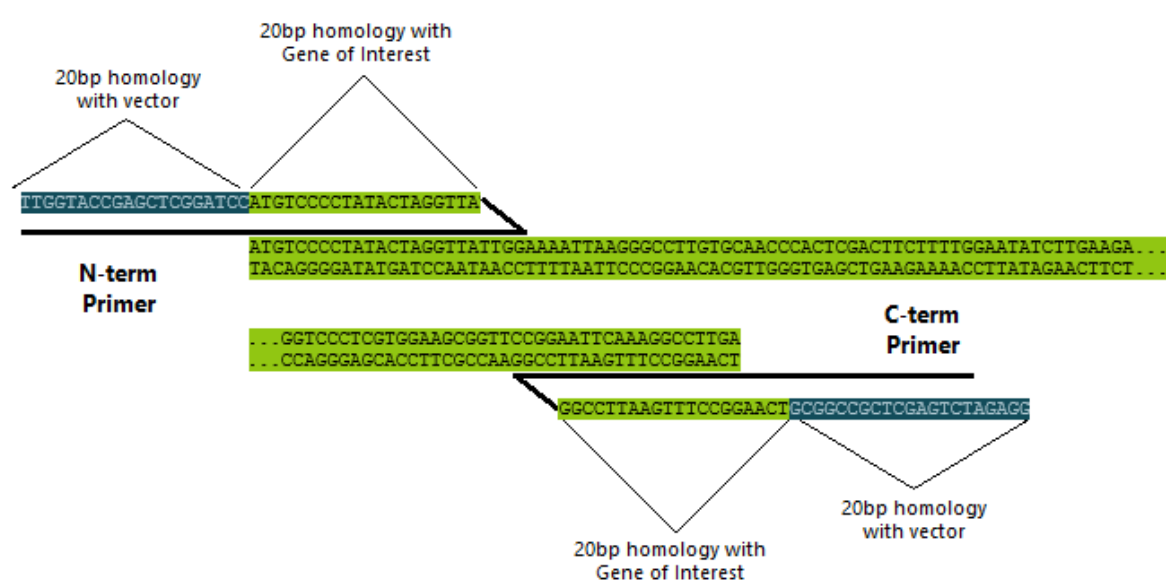 20bp homology with
Gene of Interest
20bp homology
with vector
TTGGTACCGAGCTCGGATCCATGTCCCCTATACTAGGTTA
ATGTCCCCTATACTAGGTTATTGGAAAATTAAGGGCCTTGTGCAACCCACTCGACTTCTTTTGGAATATCTTGAAGA...
TACAGGGGATATGATCCAATAACCTTTTAATTCCCGGAACACGTTGGGTGAGCTGAAGAAAACCTTATAGAACTTCT...
N-term
Primer
...GGTCCCTCGTGGAAGCGGTTCCGGAATTCAAAGGCCTTGA
...CCAGGGAGCACCTTCGCCAAGGCCTTAAGTTTCCGGAACT
C-term
Primer
GGCCTTAAGTTTCCGGAACTGCGGCCGCTCGAGTCTAGAGG
20bp homology with
Gene of Interest
20bp homology
with vector